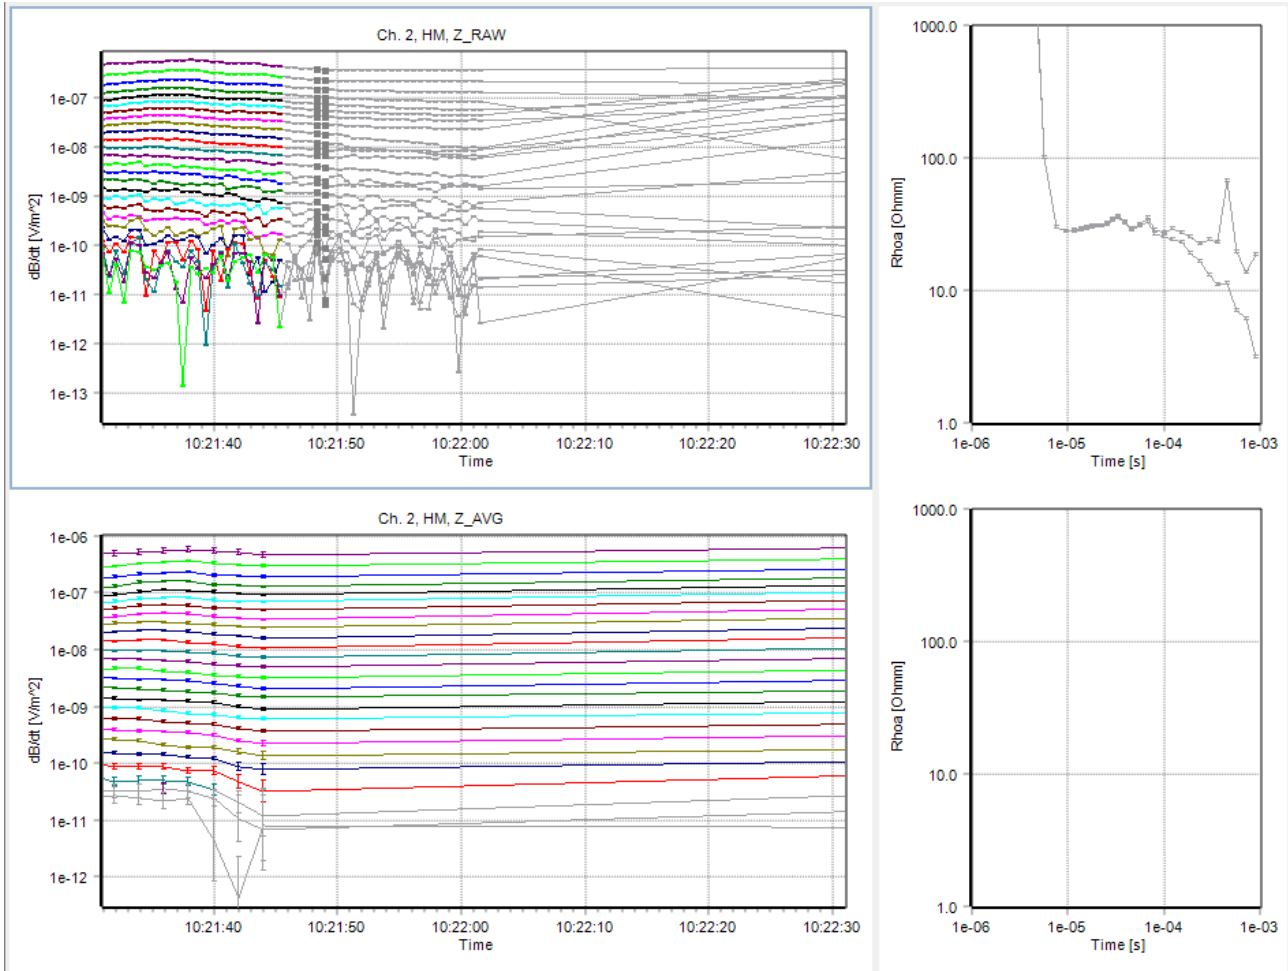 Ch. 2, HM, Z_RAW
dB/dt [V/m^2]
1e-07
1e-08
1e-09
1e-10
1e-11
1e-12
1e-13
10:21:40 10:21:50 10:22:00 10:22:10 10:22:20 10:22:30
Time
Rhoa [Ohmm]
1000.0
100.0
10.0
1.0
1e-06 1e-05 1e-04 1e-03
Time [s]
Ch. 2, HM, Z_AVG
dB/dt [V/m^2]
1e-06
1e-07
1e-08
1e-09
1e-10
1e-11
1e-12
10:21:40 10:21:50 10:22:00 10:22:10 10:22:20 10:22:30
Time
Rhoa [Ohmm]
1000.0
100.0
10.0
1.0
1e-06 1e-05 1e-04 1e-03
Time [s]